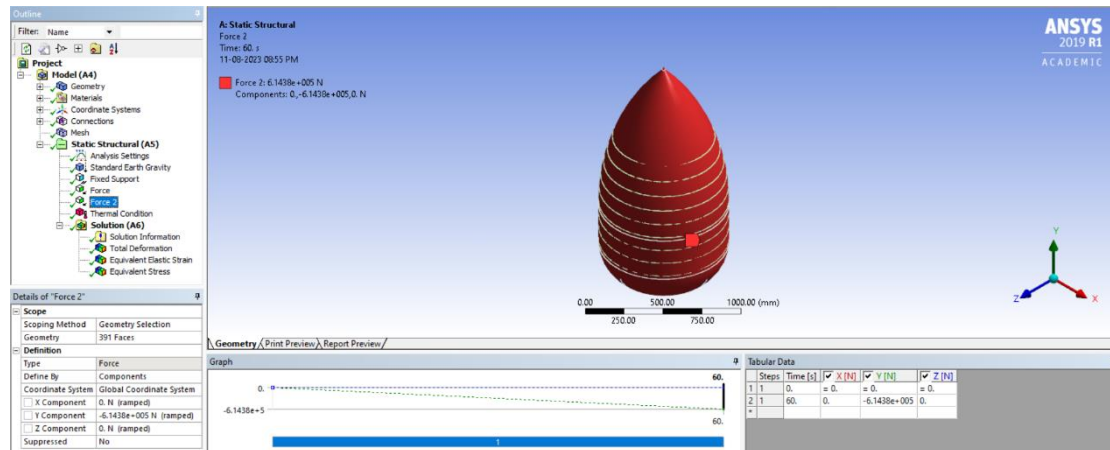 Outline
Filter: Name
Project
Model (A4)
Geometry
Materials
Coordinate Systems
Connections
Mesh
Static Structural (A5)
Analysis Settings
Standard Earth Gravity
Fixed Support
Force
Force 2
Thermal Condition
Solution (A6)
Solution Information
Total Deformation
Equivalent Elastic Strain
Equivalent Stress
Details of "Force 2"
Scope
Scoping Method Geometry Selection
Geometry 391 Faces
Definition
Type Force
Define By Components
Coordinate System Global Coordinate System
X Component 0. N (ramped)
Y Component -6.1438e+005 N (ramped)
Z Component 0. N (ramped)
Suppressed No
A: Static Structural
Force 2
Time: 60. s
11-08-2023 08:55 PM
Force 2: 6.1438e+005 N
Components: 0.,-6.1438e+005,0. N
ANSYS
2019 R1
ACADEMIC
0.00 500.00 1000.00 (mm)
250.00 750.00
Y
Z X
Geometry Print Preview Report Preview
Graph
60.
0.
-6.1438e+5
60.
1
Tabular Data
Steps Time [s] X [N] Y [N] Z [N]
1 1 0. = 0. = 0. = 0.
2 1 60. 0. -6.1438e+005 0.
*